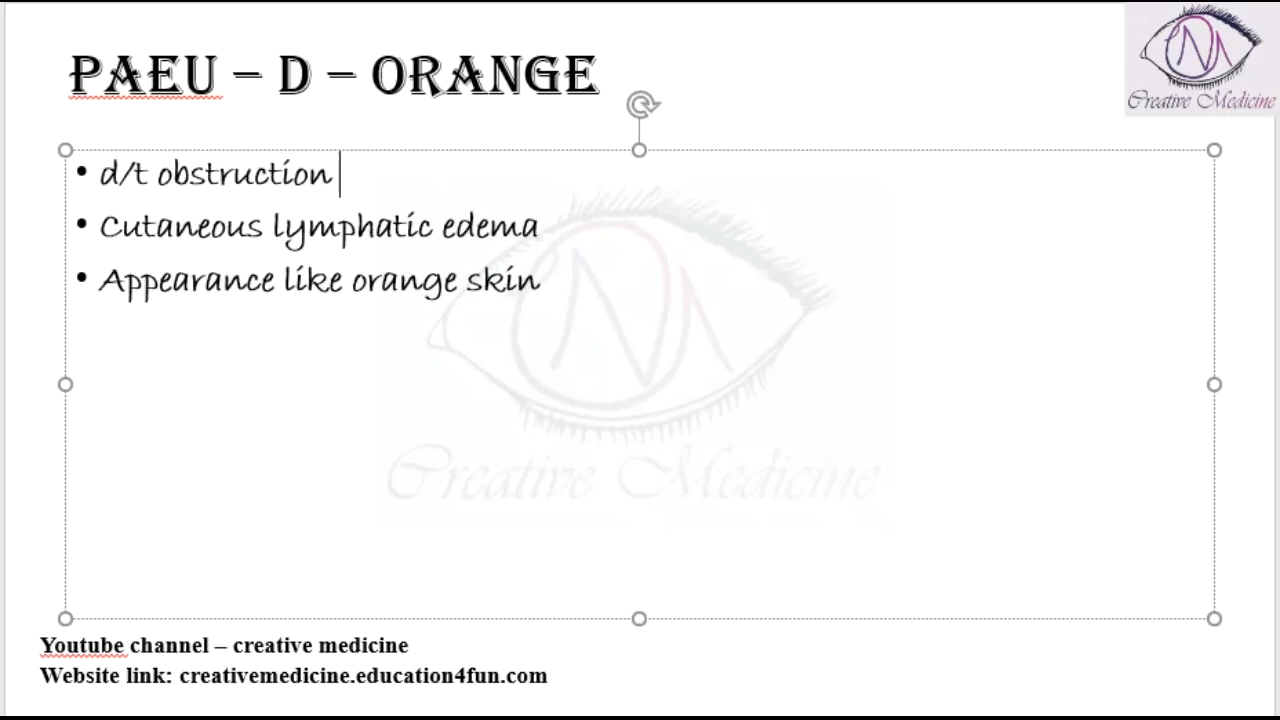 PAEU – D – ORANGE
Creative Medicine
• d/t obstruction
• Cutaneous lymphatic edema
• Appearance like orange skin
Creative Medicine
Youtube channel – creative medicine
Website link: creativemedicine.education4fun.com